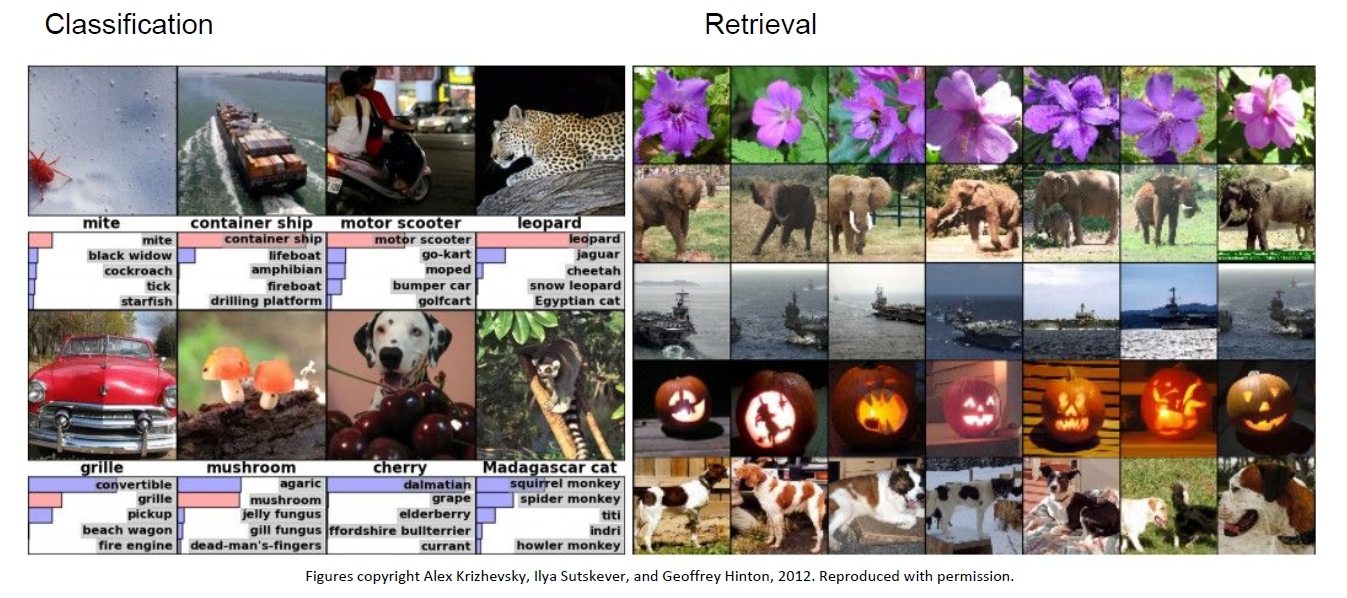 Classification
Retrieval
mite
container ship
motor scooter
leopard
mite
black widow
cockroach
tick
starfish
container ship
lifeboat
amphibian
fireboat
drilling platform
motor scooter
go-kart
moped
bumper car
golfcart
leopard
jaguar
cheetah
snow leopard
Egyptian cat
grille
mushroom
cherry
Madagascar cat
convertible
grille
pickup
beach wagon
fire engine
agaric
mushroom
jelly fungus
gill fungus
dead-man's-fingers
dalmatian
grape
elderberry
ffordshire bullterrier
currant
squirrel monkey
spider monkey
titi
indri
howler monkey
Figures copyright Alex Krizhevsky, Ilya Sutskever, and Geoffrey Hinton, 2012. Reproduced with permission.